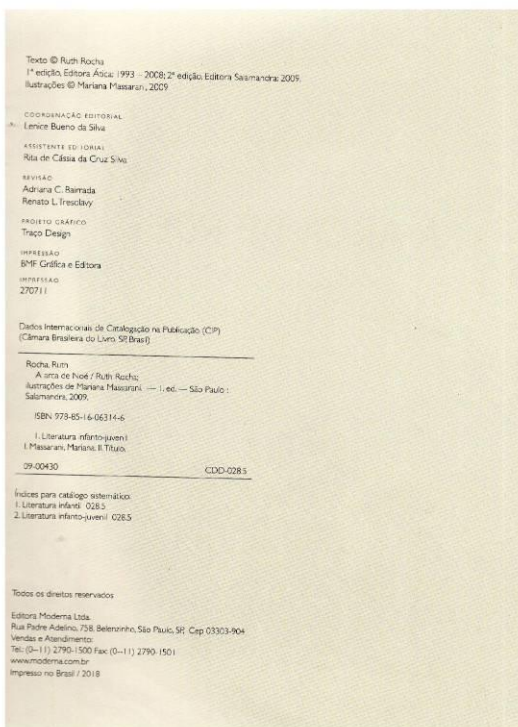 Texto © Ruth Rocha
1ª edição, Editora Ática: 1993 – 2008; 2ª edição, Editora Salamandra: 2009.
Ilustrações © Mariana Massarani, 2009
COORDENAÇÃO EDITORIAL
Lenice Bueno da Silva
ASSISTENTE EDITORIAL
Rita de Cássia da Cruz Silva
REVISÃO
Adriana C. Bairrada
Renato L. Tresolavy
PROJETO GRÁFICO
Traço Design
IMPRESSÃO
BMF Gráfica e Editora
IMPRESSÃO
270711
Dados Internacionais de Catalogação na Publicação (CIP)
(Câmara Brasileira do Livro, SP, Brasil)
Rocha, Ruth
A arca de Noé / Ruth Rocha;
ilustrações de Mariana Massarani. — 1. ed. — São Paulo :
Salamandra, 2009.
ISBN 978-85-16-06314-6
1. Literatura infanto-juvenil
I. Massarani, Mariana. II. Título.
09-00430 CDD-028.5
Índices para catálogo sistemático:
1. Literatura infantil 028.5
2. Literatura infanto-juvenil 028.5
Todos os direitos reservados
Editora Moderna Ltda.
Rua Padre Adelino, 758, Belenzinho, São Paulo, SP, Cep 03303-904
Vendas e Atendimento:
Tel.: (0--11) 2790-1500 Fax: (0--11) 2790-1501
www.moderna.com.br
Impresso no Brasil / 2018